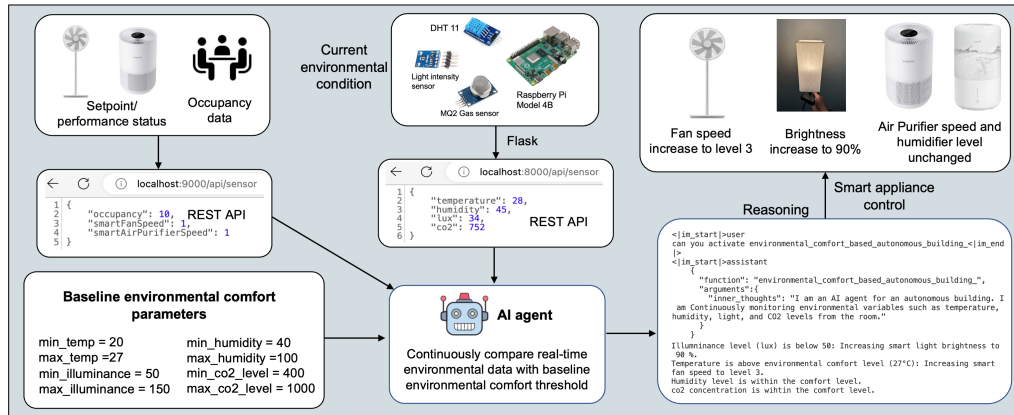 Setpoint/
performance status
Occupancy
data
Current
environmental
condition
DHT 11
Light intensity
sensor
MQ2 Gas sensor
Raspberry Pi
Model 4B
Fan speed
increase to level 3
Brightness
increase to 90%
Air Purifier speed and
humidifier level
unchanged
Flask
Smart appliance
control
Reasoning
localhost:9000/api/sensor
1 {
2 "occupancy": 10,
3 "smartFanSpeed": 1,
4 "smartAirPurifierSpeed": 1
5 }
REST API
localhost:8000/api/sensor
1 {
2 "temperature": 28,
3 "humidity": 45,
4 "lux": 34,
5 "co2": 752
6 }
REST API
Baseline environmental comfort
parameters
min_temp = 20
max_temp =27
min_illuminance = 50
max_illuminance = 150
min_humidity = 40
max_humidity =100
min_co2_level = 400
max_co2_level = 1000
AI agent
Continuously compare real-time
environmental data with baseline
environmental comfort threshold
<|im_start|>user
can you activate environmental_comfort_based_autonomous_building_<|im_end
|>
<|im_start|>assistant
{
"function": "environmental_comfort_based_autonomous_building_",
"arguments":{
"inner_thoughts": "I am an AI agent for an autonomous building. I
am Continuously monitoring environmental variables such as temperature,
humidity, light, and CO2 levels from the room."
}
}
Illumninance level (lux) is below 50: Increasing smart light brightness to
90 %.
Temperature is above environmental comfort level (27°C): Increasing smart
fan speed to level 3.
Humidity level is within the comfort level.
co2 concentration is whtin the comfort level.